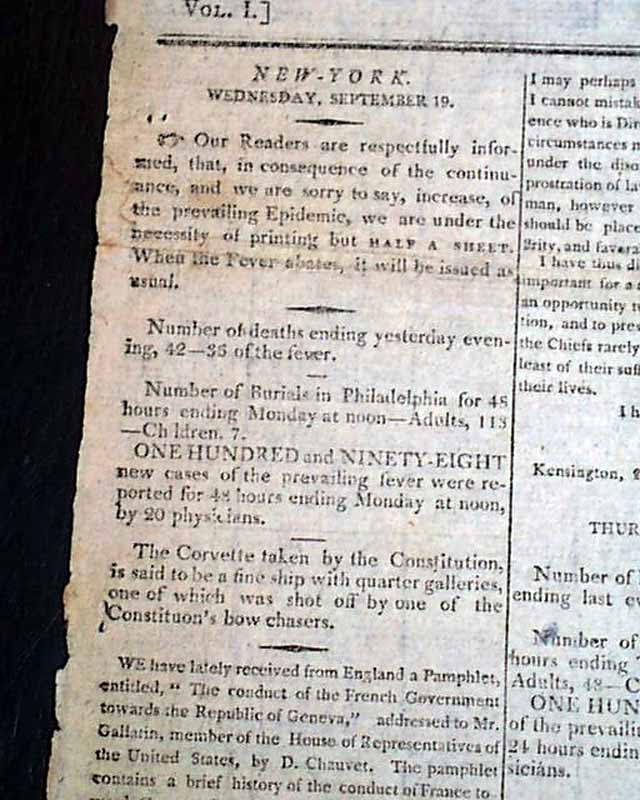 VOL. I.]
NEW-YORK.
WEDNESDAY, SEPTEMBER 19.
☞ Our Readers are respectfully infor-
med, that, in consequence of the continu-
ance, and we are sorry to say, increase, of
the prevailing Epidemic, we are under the
necessity of printing but HALF A SHEET.
When the Fever abates, it will be issued as
usual.
Number of deaths ending yesterday even-
ing, 42—35 of the fever.
Number of Burials in Philadelphia for 48
hours ending Monday at noon—Adults, 113
—Children, 7.
ONE HUNDRED and NINETY-EIGHT
new cases of the prevailing fever were re-
ported for 48 hours ending Monday at noon,
by 20 physicians.
The Corvette taken by the Constitution,
is said to be a fine ship with quarter galleries,
one of which was shot off by one of the
Constituon's bow chasers.
WE have lately received from England a Pamphlet,
entitled, “ The conduct of the French Government
towards the Republic of Geneva,” addressed to Mr.
Gallatin, member of the House of Representatives of
the United States, by D. Chauvet. The pamphlet
contains a brief history of the conduct of France to-
I may perhaps
I cannot mistak
ence who is Dir
circumstances n
under the diso
prostration of la
man, however
should be place
grity, and favora
I have thus di
important for a
an opportunity to
tion, and to prev
the Chiefs rarely
least of their suff
their lives.
I h
Kensington, 2
THUR
Number of
ending last ev
Number of
hours ending
Adults, 48—C
ONE HUN
of the prevailin
24 hours endin
sicians.